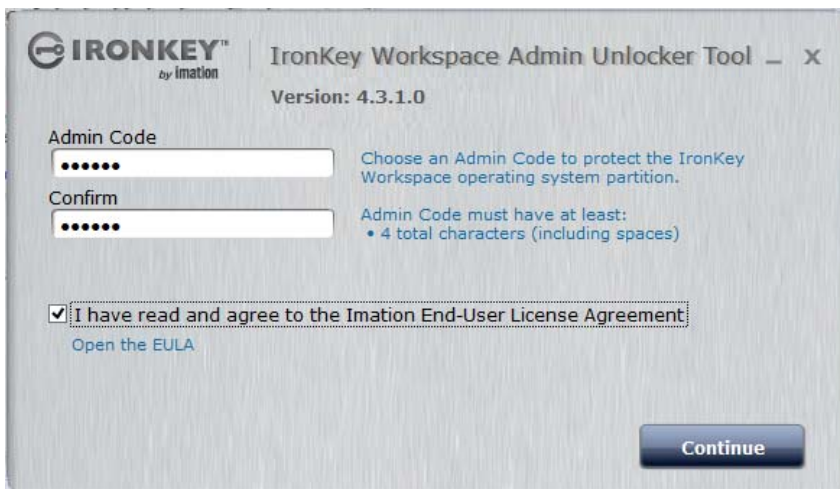 IRONKEY™
by imation
IronKey Workspace Admin Unlocker Tool
Version: 4.3.1.0
Admin Code
••••••
Choose an Admin Code to protect the IronKey
Workspace operating system partition.
Confirm
••••••
Admin Code must have at least:
• 4 total characters (including spaces)
I have read and agree to the Imation End-User License Agreement
Open the EULA
Continue